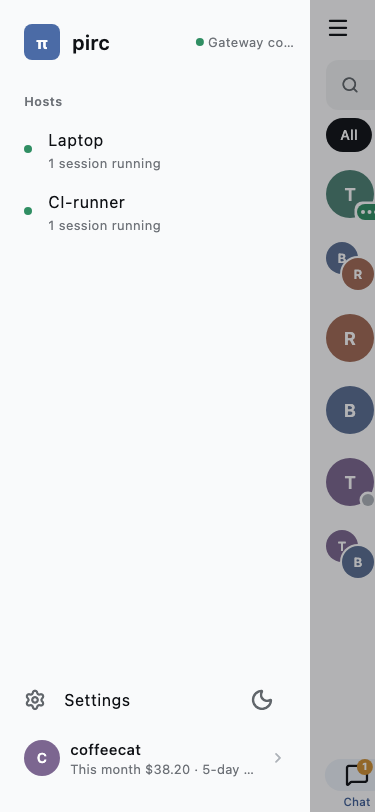 π pirc
Gateway co...
Hosts
Laptop
1 session running
CI-runner
1 session running
Settings
C coffeecat
This month $38.20 · 5-day ...
All
T
B
R
R
B
T
T
B
1
Chat